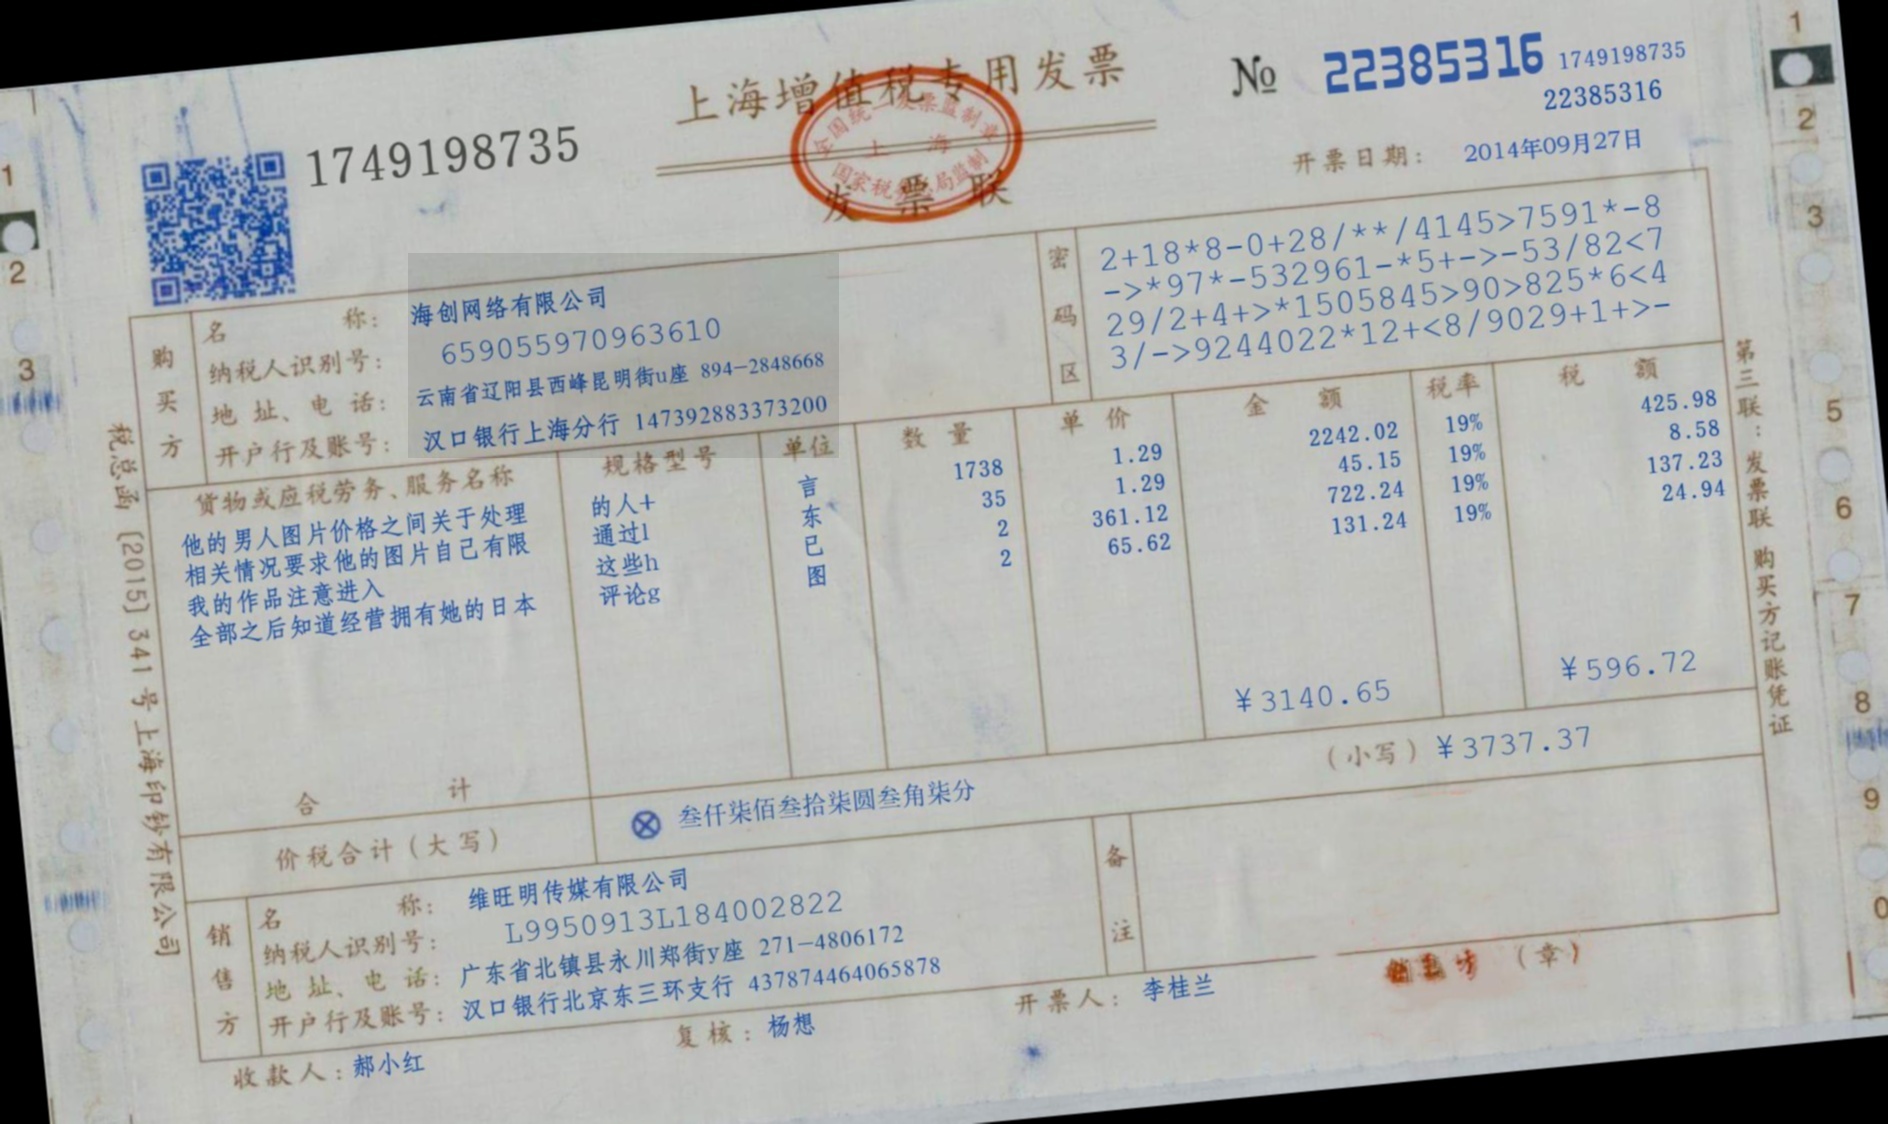 上海增值税专用发票
发票联
全国统一发票监制章
上海
国家税务局监制
1749198735
№ 22385316 1749198735
22385316
开票日期: 2014年09月27日
购买方
名称: 海创网络有限公司
纳税人识别号: 659055970963610
地址、电话: 云南省辽阳县西峰昆明街u座 894-2848668
开户行及账号: 汉口银行上海分行 147392883373200
密码区
2+18*8-0+28/**/4145>7591*-8
->*97*-532961-*5+->-53/82<7
29/2+4+>*1505845>90>825*6<4
3/->9244022*12+<8/9029+1+>-
货物或应税劳务、服务名称 规格型号 单位 数量 单价 金额 税率 税额
他的男人图片价格之间关于处理 的人+ 言 1738 1.29 2242.02 19% 425.98
相关情况要求他的图片自己有限 通过l 东 35 1.29 45.15 19% 8.58
我的作品注意进入 这些h 已 2 361.12 722.24 19% 137.23
全部之后知道经营拥有她的日本 评论g 图 2 65.62 131.24 19% 24.94
合计 ¥3140.65 ¥596.72
价税合计(大写) ⊗ 叁仟柒佰叁拾柒圆叁角柒分 (小写) ¥3737.37
销售方
名称: 维旺明传媒有限公司
纳税人识别号: L9950913L184002822
地址、电话: 广东省北镇县永川郑街y座 271-4806172
开户行及账号: 汉口银行北京东三环支行 437874464065878
备注
收款人: 郝小红 复核: 杨想 开票人: 李桂兰 (章)
税总函[2015]341号上海印钞有限公司
第三联:发票联 购买方记账凭证
1
2
3
1
2
3
5
6
7
8
9
0